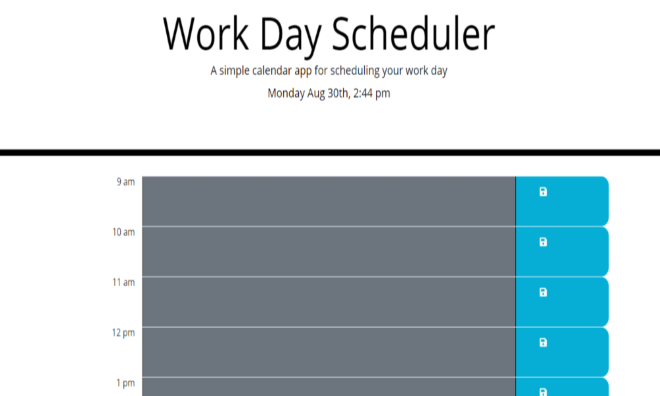 Work Day Scheduler
A simple calendar app for scheduling your work day
Monday Aug 30th, 2:44 pm
9 am
10 am
11 am
12 pm
1 pm